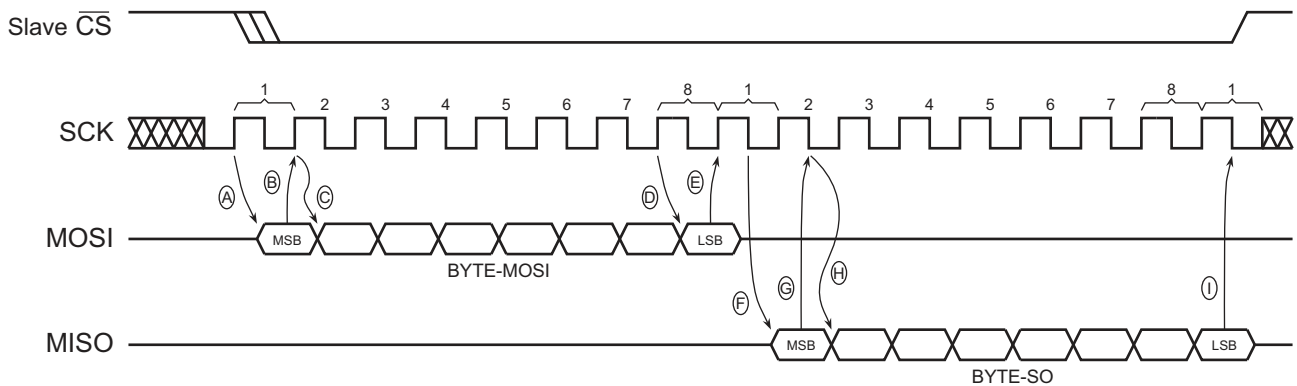 Slave CS
1 2 3 4 5 6 7 8 1 2 3 4 5 6 7 8 1
SCK
A B C D E
MOSI MSB LSB
BYTE-MOSI
F G H I
MISO MSB LSB
BYTE-SO